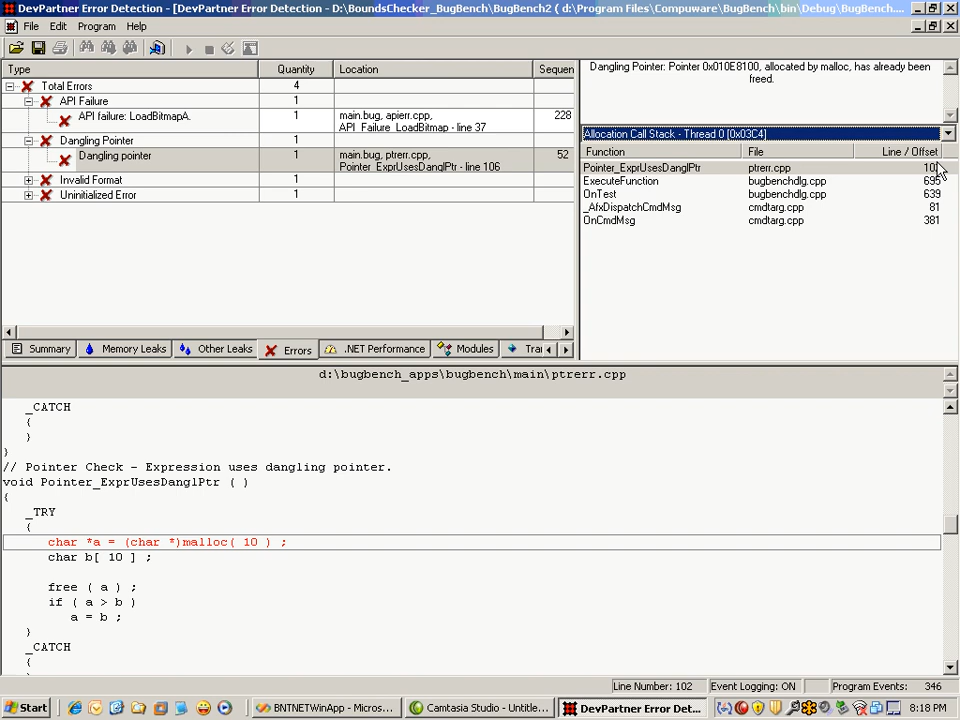 DevPartner Error Detection - [DevPartner Error Detection - D:\BoundsChecker_BugBench\BugBench2 ( d:\Program Files\Compuware\BugBench\bin\Debug\BugBench....
File Edit Program Help
Type Quantity Location Sequen
Total Errors 4
API Failure 1
API failure: LoadBitmapA. 1 main.bug, apierr.cpp, 228
API_Failure_LoadBitmap - line 37
Dangling Pointer 1
Dangling pointer 1 main.bug, ptrerr.cpp, 52
Pointer_ExprUsesDanglPtr - line 106
Invalid Format 1
Uninitialized Error 1
Dangling Pointer: Pointer 0x010E8100, allocated by malloc, has already been
freed.
Allocation Call Stack - Thread 0 [0x03C4]
Function File Line / Offset
Pointer_ExprUsesDanglPtr ptrerr.cpp
ExecuteFunction bugbenchdlg.cpp 695
OnTest bugbenchdlg.cpp 639
_AfxDispatchCmdMsg cmdtarg.cpp 81
OnCmdMsg cmdtarg.cpp 381
Summary Memory Leaks Other Leaks Errors .NET Performance Modules Tra
d:\bugbench_apps\bugbench\main\ptrerr.cpp
_CATCH
{
}
}
// Pointer Check - Expression uses dangling pointer.
void Pointer_ExprUsesDanglPtr ( )
{
_TRY
{
char *a = (char *)malloc( 10 ) ;
char b[ 10 ] ;
free ( a ) ;
if ( a > b )
a = b ;
}
_CATCH
{
Line Number: 102 Event Logging: ON Program Events: 346
Start BNTNETWinApp - Micros... Camtasia Studio - Untitle... DevPartner Error Det... 8:18 PM